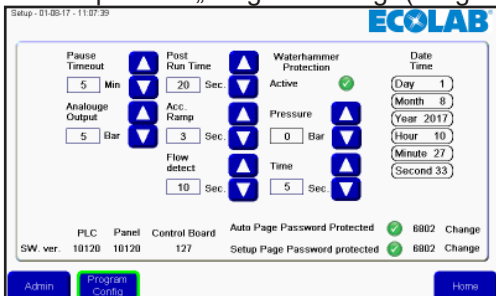 Setup - 01-08-17 - 11:07:39
ECOLAB
Pause Timeout
5 Min
Post Run Time
20 Sec.
Waterhammer Protection
Active
Date Time
Day 1
Month 8
Year 2017
Hour 10
Minute 27
Second 33
Analouge Output
5 Bar
Acc. Ramp
3 Sec.
Pressure
0 Bar
Flow detect
10 Sec.
Time
5 Sec.
PLC Panel Control Board
SW. ver. 10120 10120 127
Auto Page Password Protected 6802 Change
Setup Page Password protected 6802 Change
Admin
Program Config
Home